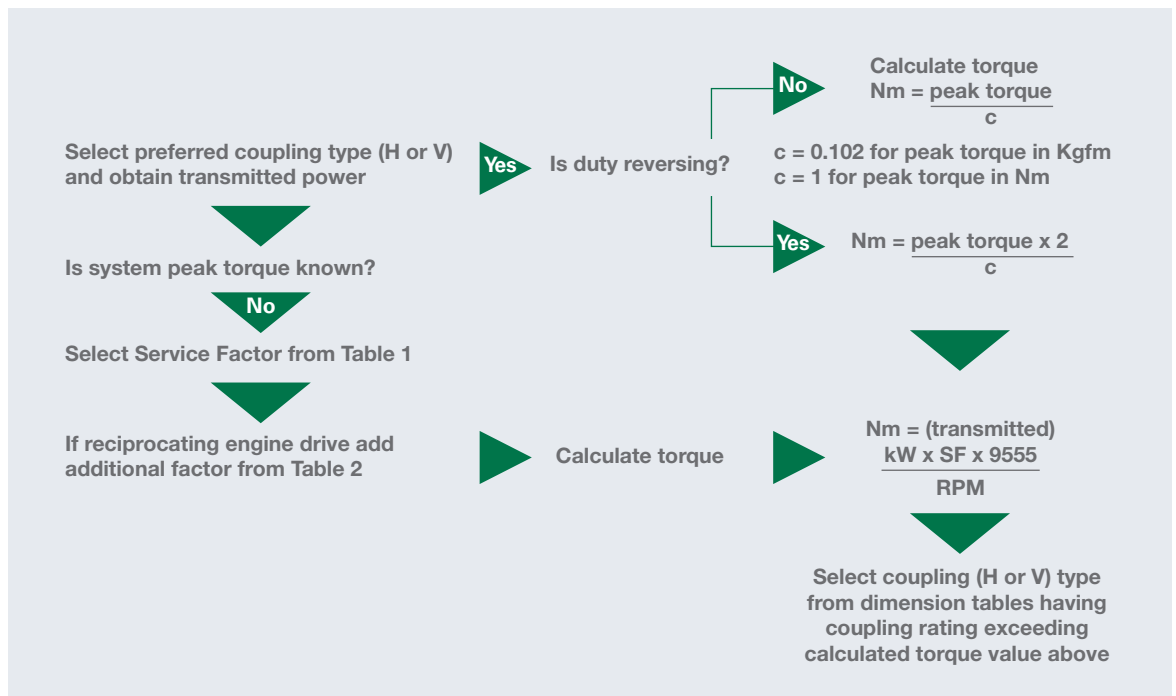 Select preferred coupling type (H or V)
and obtain transmitted power
Yes
Is duty reversing?
No
Calculate torque
Nm = peak torque
c
c = 0.102 for peak torque in Kgfm
c = 1 for peak torque in Nm
Yes
Nm = peak torque x 2
c
Is system peak torque known?
No
Select Service Factor from Table 1
If reciprocating engine drive add
additional factor from Table 2
Calculate torque
Nm = (transmitted)
kW x SF x 9555
RPM
Select coupling (H or V) type
from dimension tables having
coupling rating exceeding
calculated torque value above